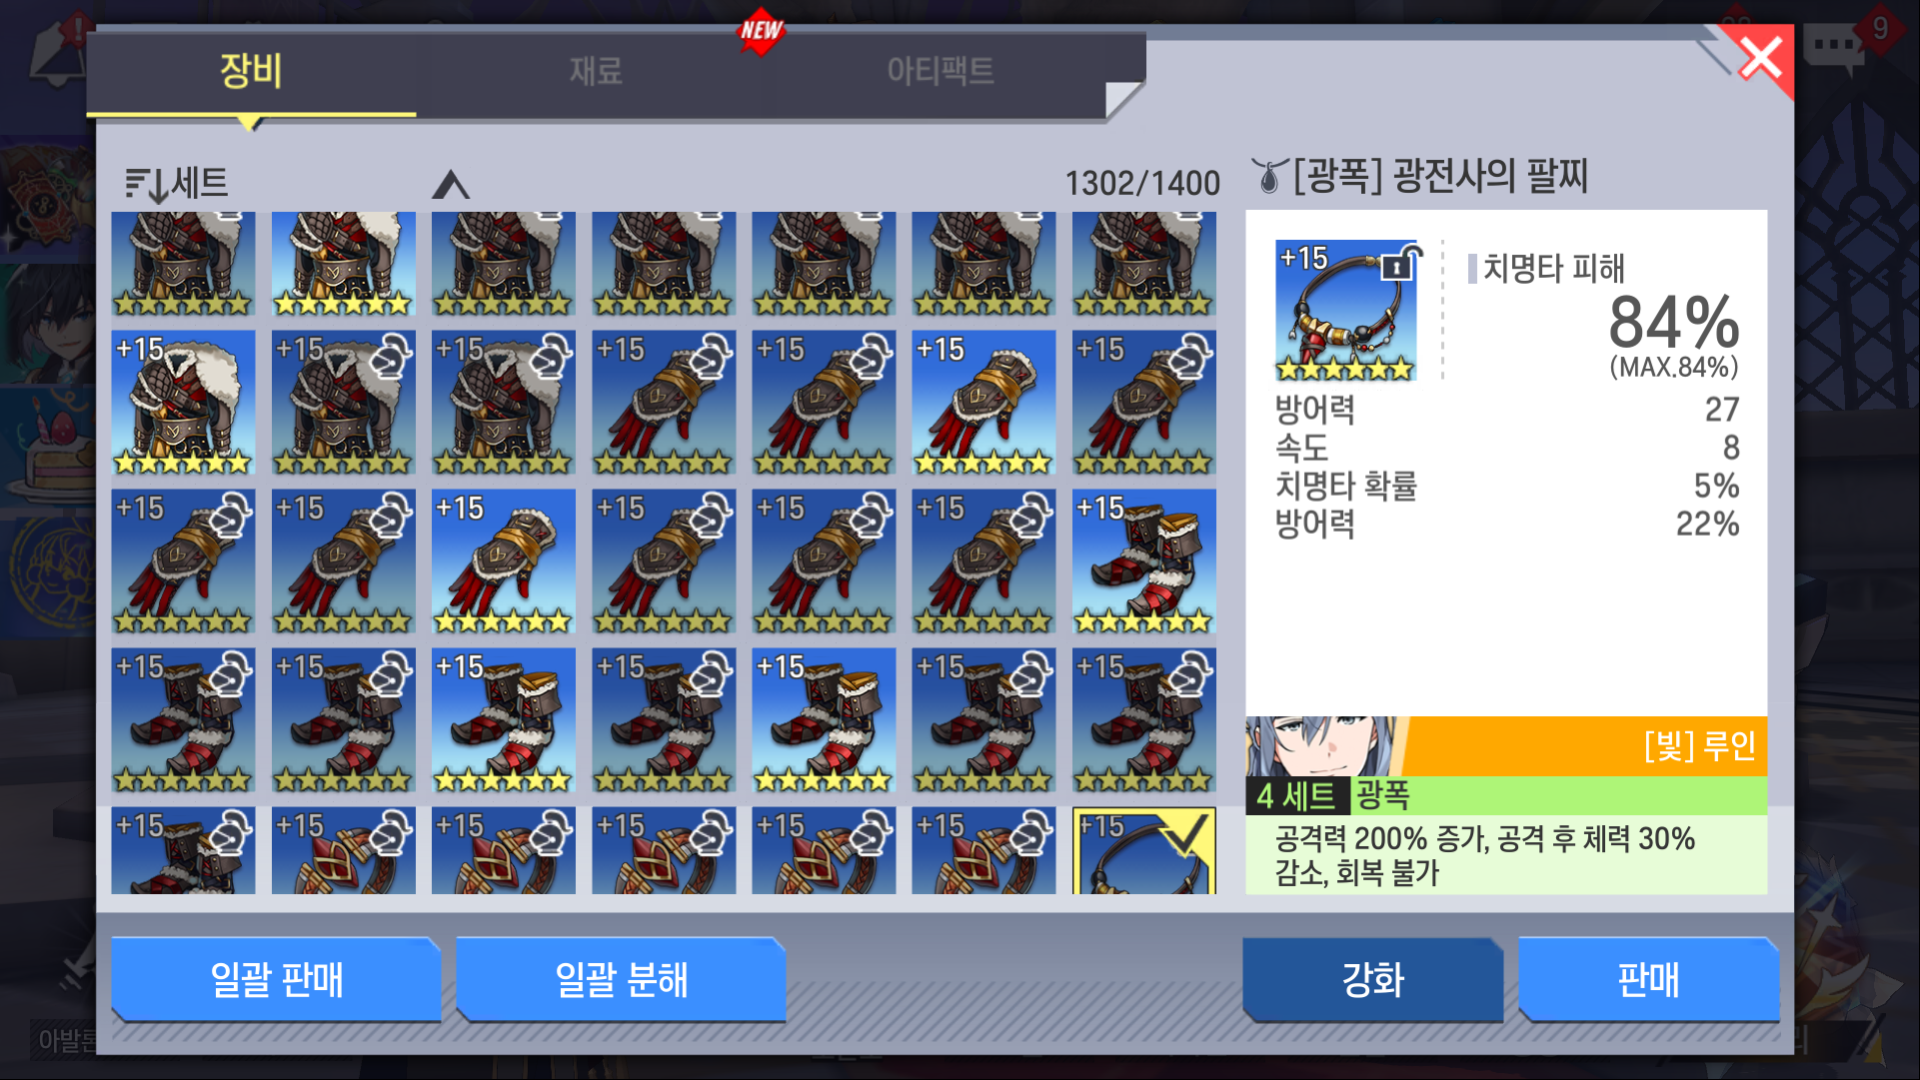 NEW
9
장비
재료
아티팩트
세트
1302/1400
[광폭] 광전사의 팔찌
+15
치명타 피해
84%
(MAX.84%)
방어력 27
속도 8
치명타 확률 5%
방어력 22%
[빛] 루인
4 세트 광폭
공격력 200% 증가, 공격 후 체력 30%
감소, 회복 불가
+15 +15 +15 +15 +15 +15 +15
+15 +15 +15 +15 +15 +15 +15
+15 +15 +15 +15 +15 +15 +15
+15 +15 +15 +15 +15 +15 +15
일괄 판매
일괄 분해
강화
판매
아발론